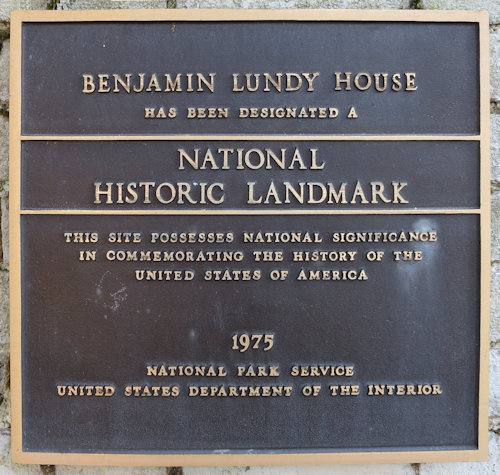 BENJAMIN LUNDY HOUSE
HAS BEEN DESIGNATED A
NATIONAL
HISTORIC LANDMARK
THIS SITE POSSESSES NATIONAL SIGNIFICANCE
IN COMMEMORATING THE HISTORY OF THE
UNITED STATES OF AMERICA
1975
NATIONAL PARK SERVICE
UNITED STATES DEPARTMENT OF THE INTERIOR